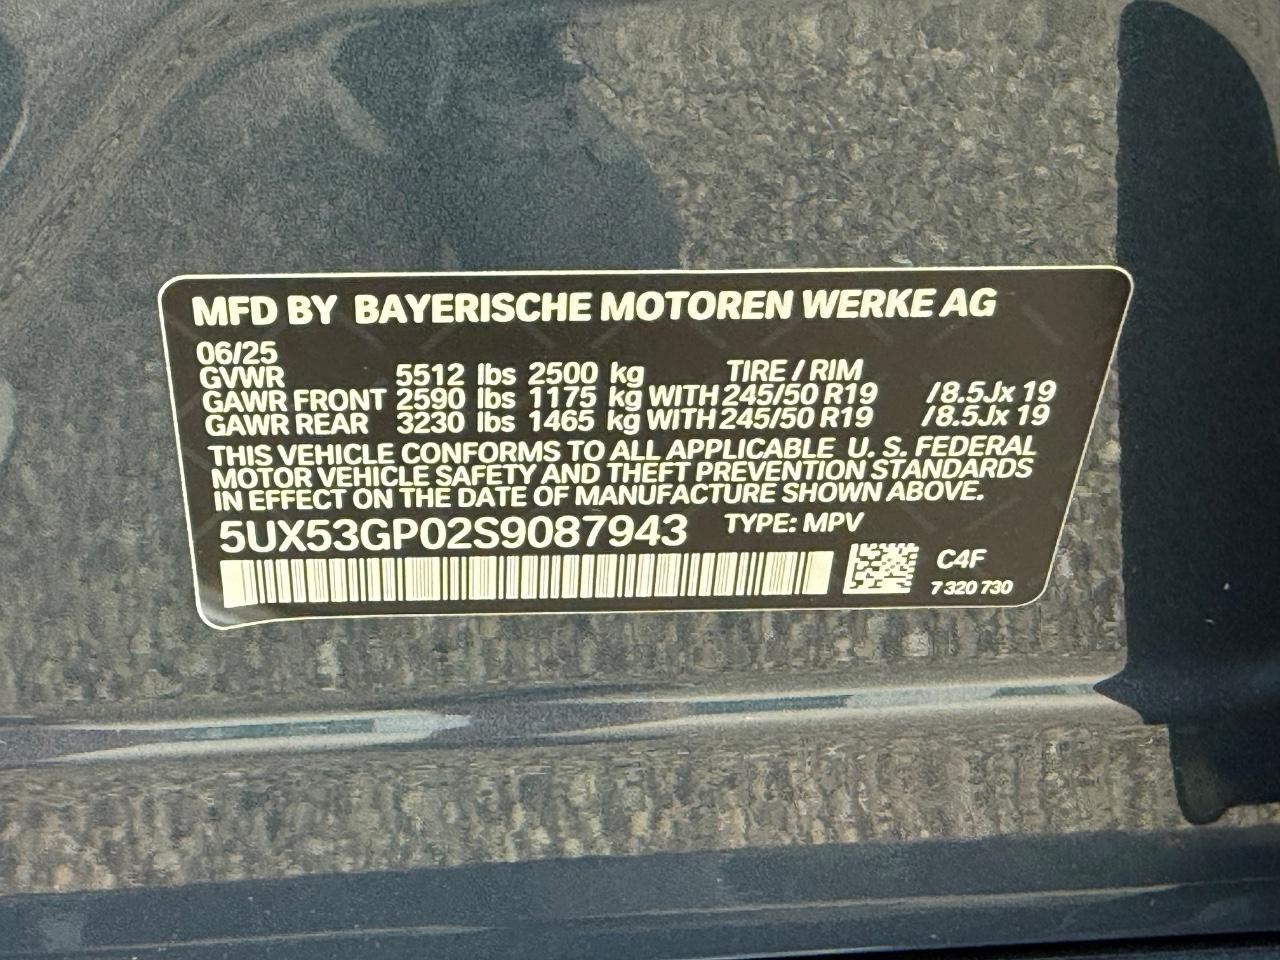 MFD BY BAYERISCHE MOTOREN WERKE AG
06/25
GVWR 5512 lbs 2500 kg TIRE / RIM
GAWR FRONT 2590 lbs 1175 kg WITH 245/50 R19 /8.5Jx 19
GAWR REAR 3230 lbs 1465 kg WITH 245/50 R19 /8.5Jx 19
THIS VEHICLE CONFORMS TO ALL APPLICABLE U. S. FEDERAL
MOTOR VEHICLE SAFETY AND THEFT PREVENTION STANDARDS
IN EFFECT ON THE DATE OF MANUFACTURE SHOWN ABOVE.
5UX53GP02S9087943 TYPE: MPV
C4F
7 320 730